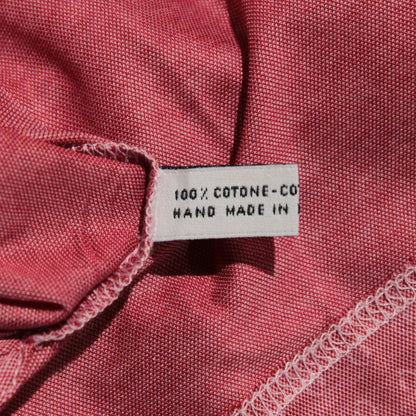 100% COTONE-CO
HAND MADE IN